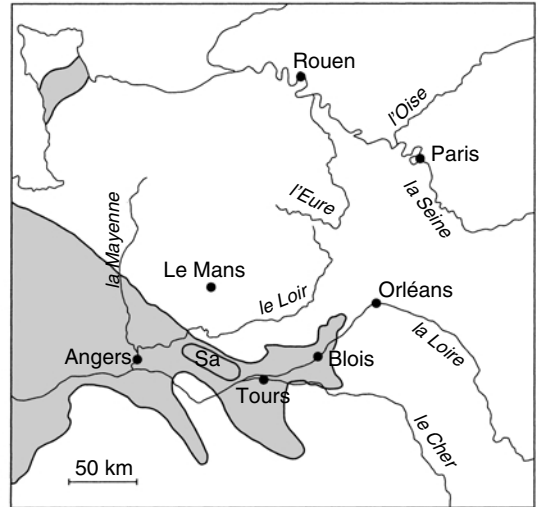 Rouen
l'Oise
Paris
l'Eure
la Seine
la Mayenne
Le Mans
le Loir
Orléans
la Loire
Angers
Sa
Blois
Tours
le Cher
50 km